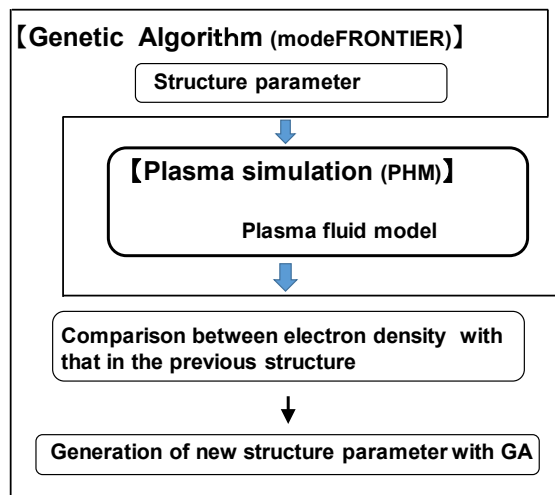 【Genetic Algorithm (modeFRONTIER)】
Structure parameter
【Plasma simulation (PHM)】
Plasma fluid model
Comparison between electron density with
that in the previous structure
Generation of new structure parameter with GA